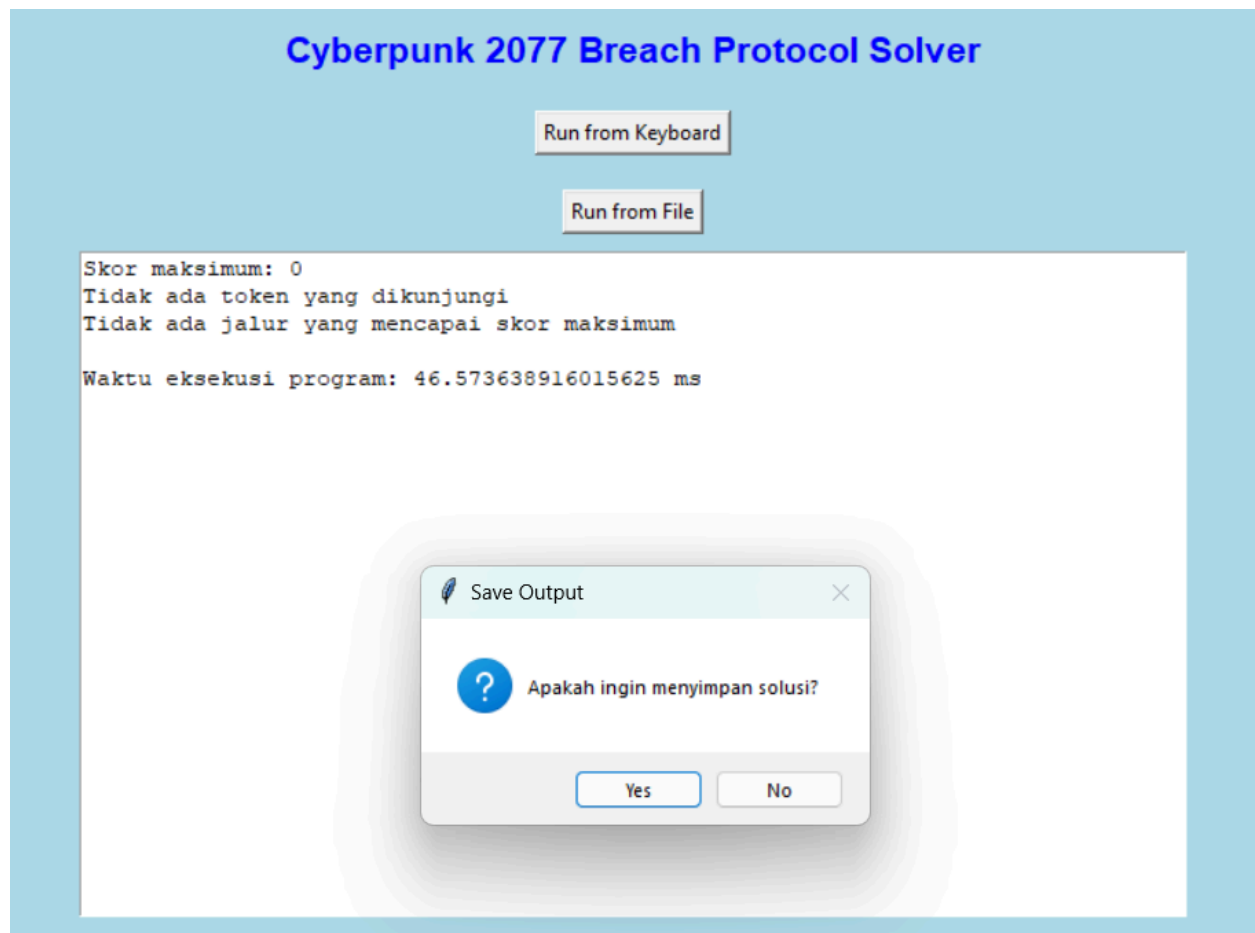 Cyberpunk 2077 Breach Protocol Solver
Run from Keyboard
Run from File
Skor maksimum: 0
Tidak ada token yang dikunjungi
Tidak ada jalur yang mencapai skor maksimum
Waktu eksekusi program: 46.573638916015625 ms
Save Output
?
Apakah ingin menyimpan solusi?
Yes No